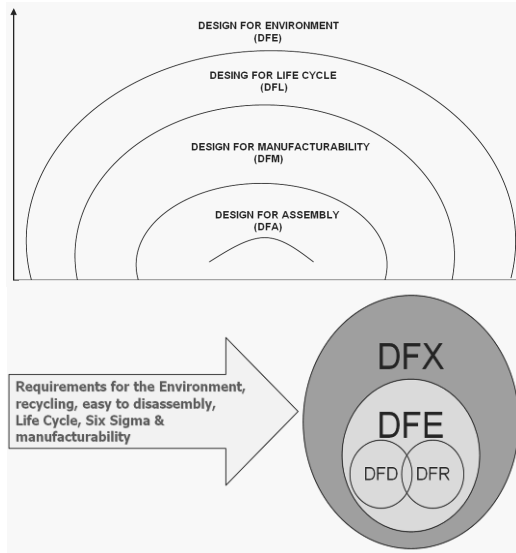 DESIGN FOR ENVIRONMENT
(DFE)
DESING FOR LIFE CYCLE
(DFL)
DESIGN FOR MANUFACTURABILITY
(DFM)
DESIGN FOR ASSEMBLY
(DFA)
Requirements for the Environment,
recycling, easy to disassembly,
Life Cycle, Six Sigma &
manufacturability
DFX
DFE
DFD
DFR